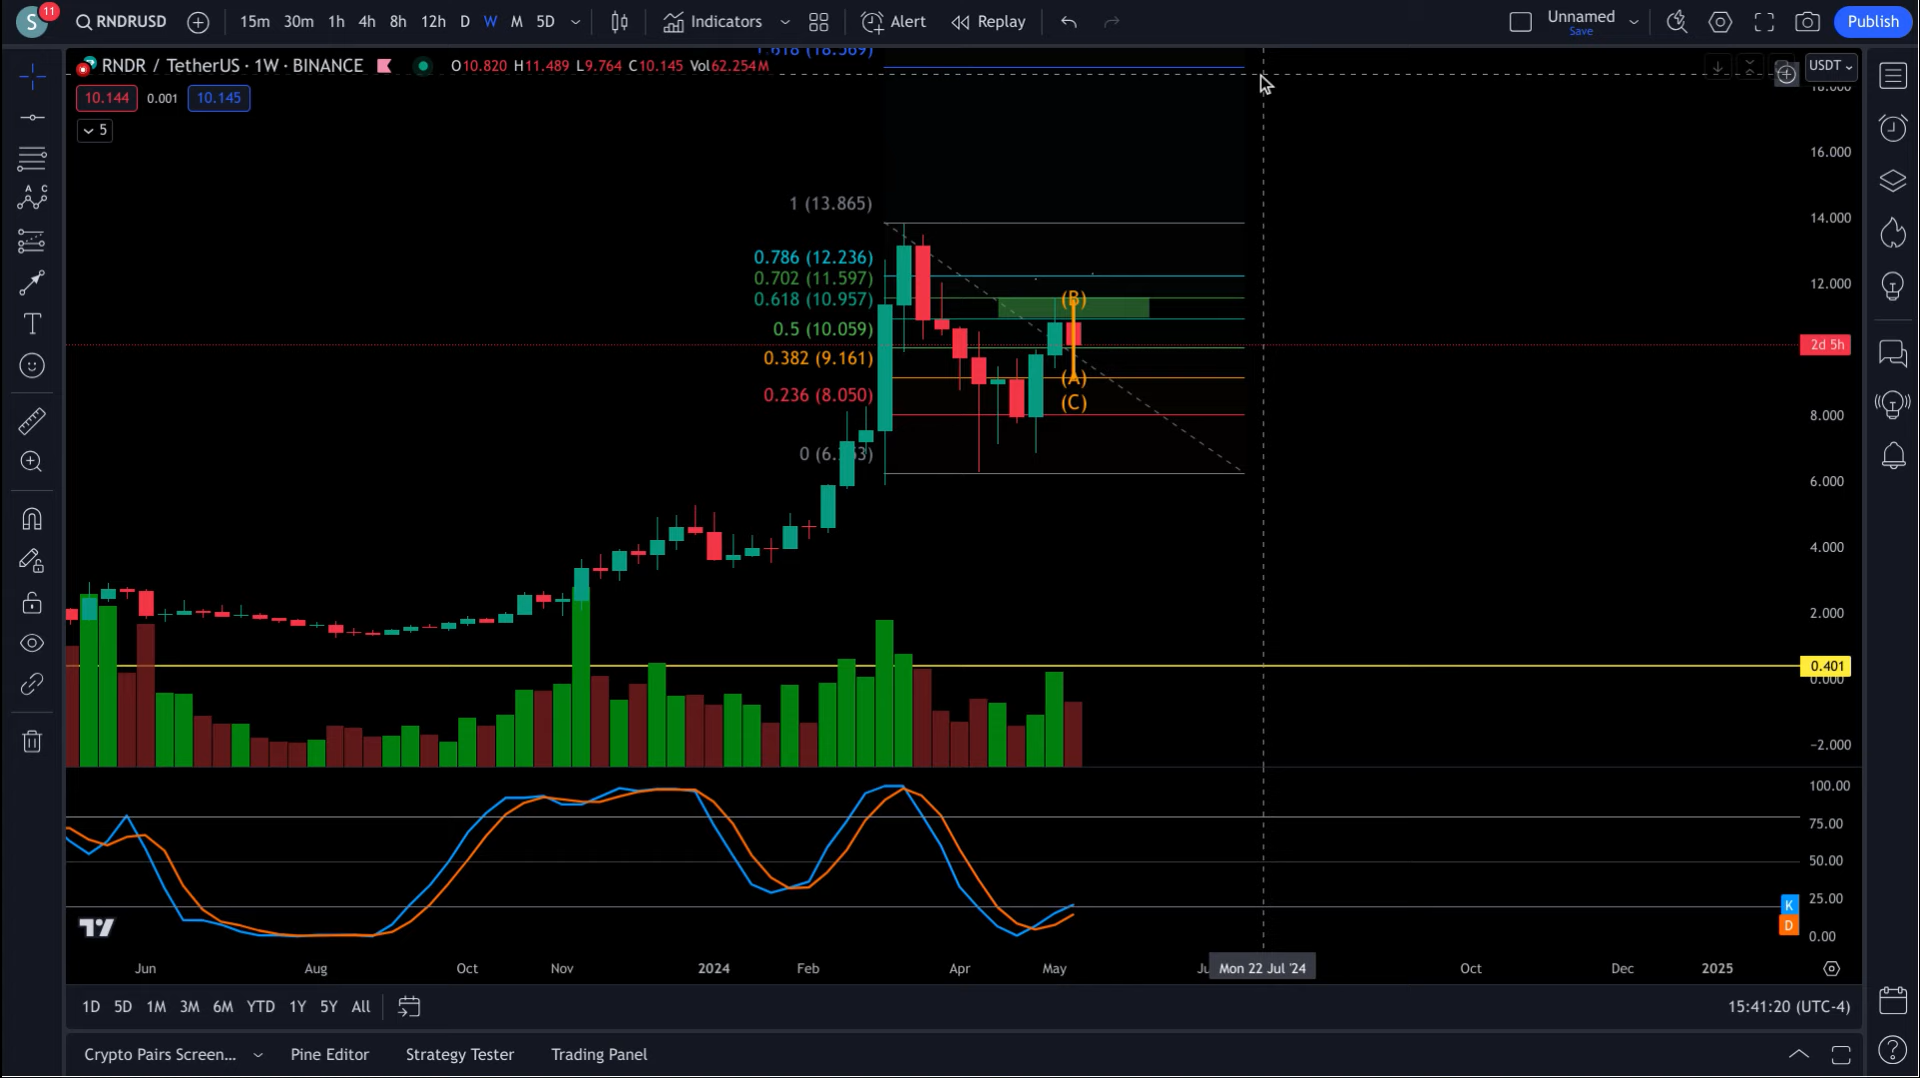 S
11
RNDRUSD
15m 30m 1h 4h 8h 12h D W M 5D
Indicators
Alert
Replay
Unnamed
Save
Publish
1.618 (18.569)
RNDR / TetherUS · 1W · BINANCE
O10.820 H11.489 L9.764 C10.145 Vol62.254M
USDT
10.144 0.001 10.145
5
18.000
16.000
14.000
12.000
2d 5h
8.000
6.000
4.000
2.000
0.401
0.000
−2.000
1 (13.865)
0.786 (12.236)
0.702 (11.597)
0.618 (10.957)
0.5 (10.059)
0.382 (9.161)
0.236 (8.050)
(B)
(A)
(C)
100.00
75.00
50.00
25.00
0.00
K
D
Jun Aug Oct Nov 2024 Feb Apr May Mon 22 Jul '24 Oct Dec 2025
1D 5D 1M 3M 6M YTD 1Y 5Y All
15:41:20 (UTC-4)
Crypto Pairs Screen... Pine Editor Strategy Tester Trading Panel